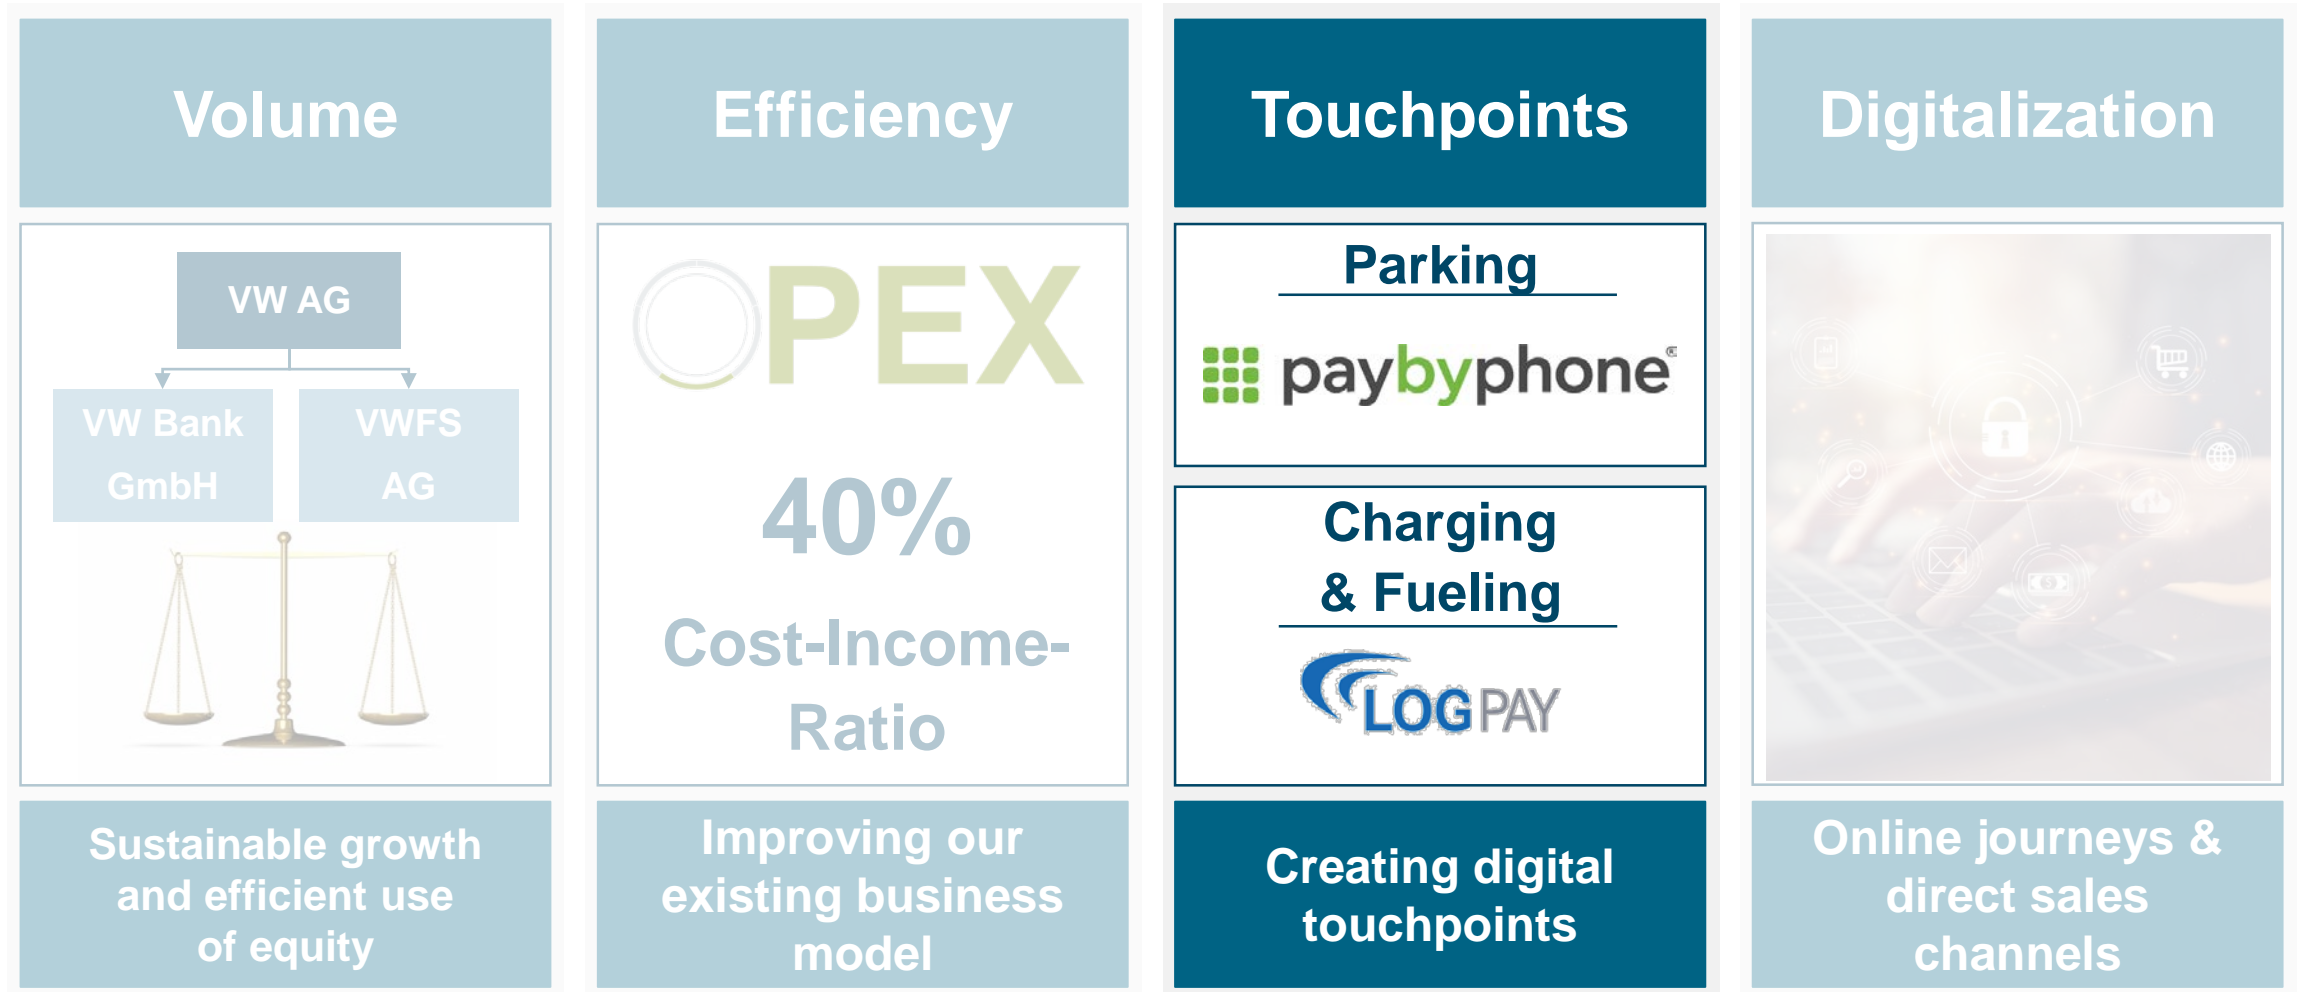 Volume
VW AG
VW Bank
GmbH
VWFS
AG
Sustainable growth
and efficient use
of equity
Efficiency
OPEX
40%
Cost-Income-
Ratio
Improving our
existing business
model
Touchpoints
Parking
paybyphone®
Charging
& Fueling
LOGPAY
Creating digital
touchpoints
Digitalization
Online journeys &
direct sales
channels